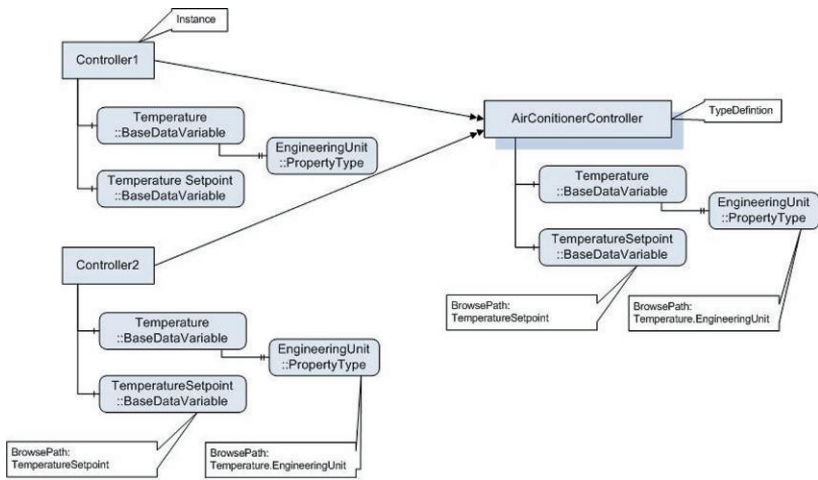 Instance
Controller1
Temperature
::BaseDataVariable
EngineeringUnit
::PropertyType
Temperature Setpoint
::BaseDataVariable
Controller2
Temperature
::BaseDataVariable
EngineeringUnit
::PropertyType
TemperatureSetpoint
::BaseDataVariable
BrowsePath:
TemperatureSetpoint
BrowsePath:
Temperature.EngineeringUnit
AirConitionerController
TypeDefintion
Temperature
::BaseDataVariable
EngineeringUnit
::PropertyType
TemperatureSetpoint
::BaseDataVariable
BrowsePath:
TemperatureSetpoint
BrowsePath:
Temperature.EngineeringUnit